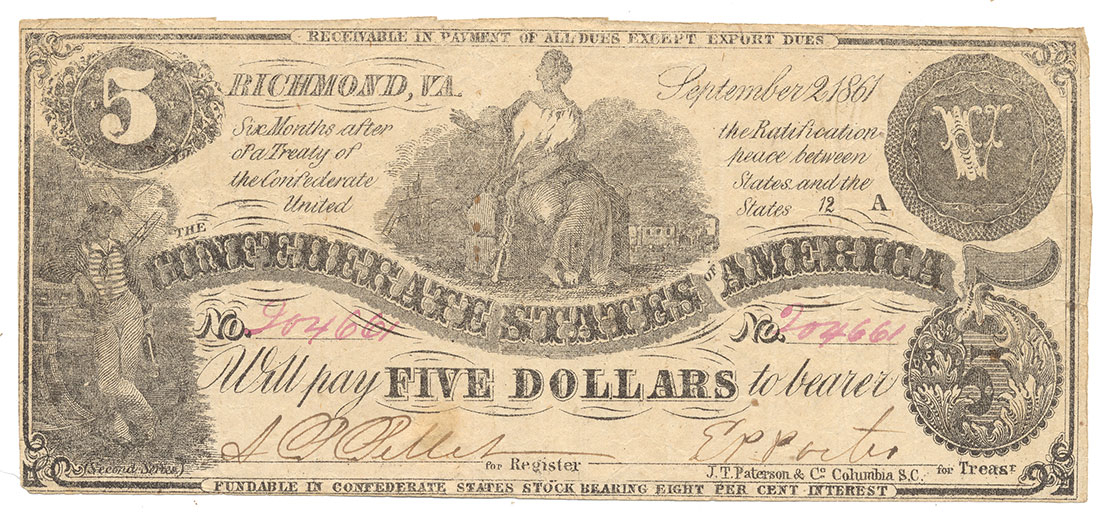 RECEIVABLE IN PAYMENT OF ALL DUES EXCEPT EXPORT DUES
5
RICHMOND, VA.
September 2, 1861
V
Six Months after the Ratification
of a Treaty of peace between
the Confederate States and the
United States 12 A
THE CONFEDERATE STATES OF AMERICA
No. 204661 No. 204661
Will pay FIVE DOLLARS to bearer
5
for Register
J.T. Paterson & Co Columbia S.C.
for Treasr
(Second Series)
FUNDABLE IN CONFEDERATE STATES STOCK BEARING EIGHT PER CENT INTEREST